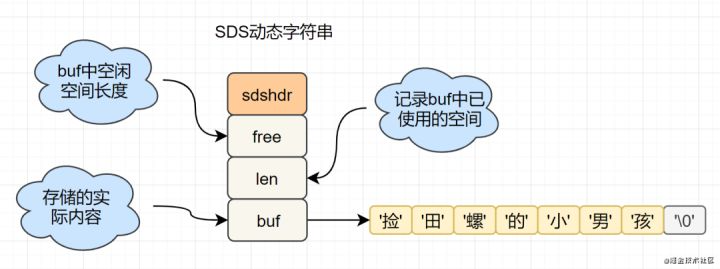 SDS动态字符串
buf中空闲
空间长度
sdshdr
记录buf中已
使用的空间
free
len
存储的实
际内容
buf
'捡' '田' '螺' '的' '小' '男' '孩' '\0'
@掘金技术社区